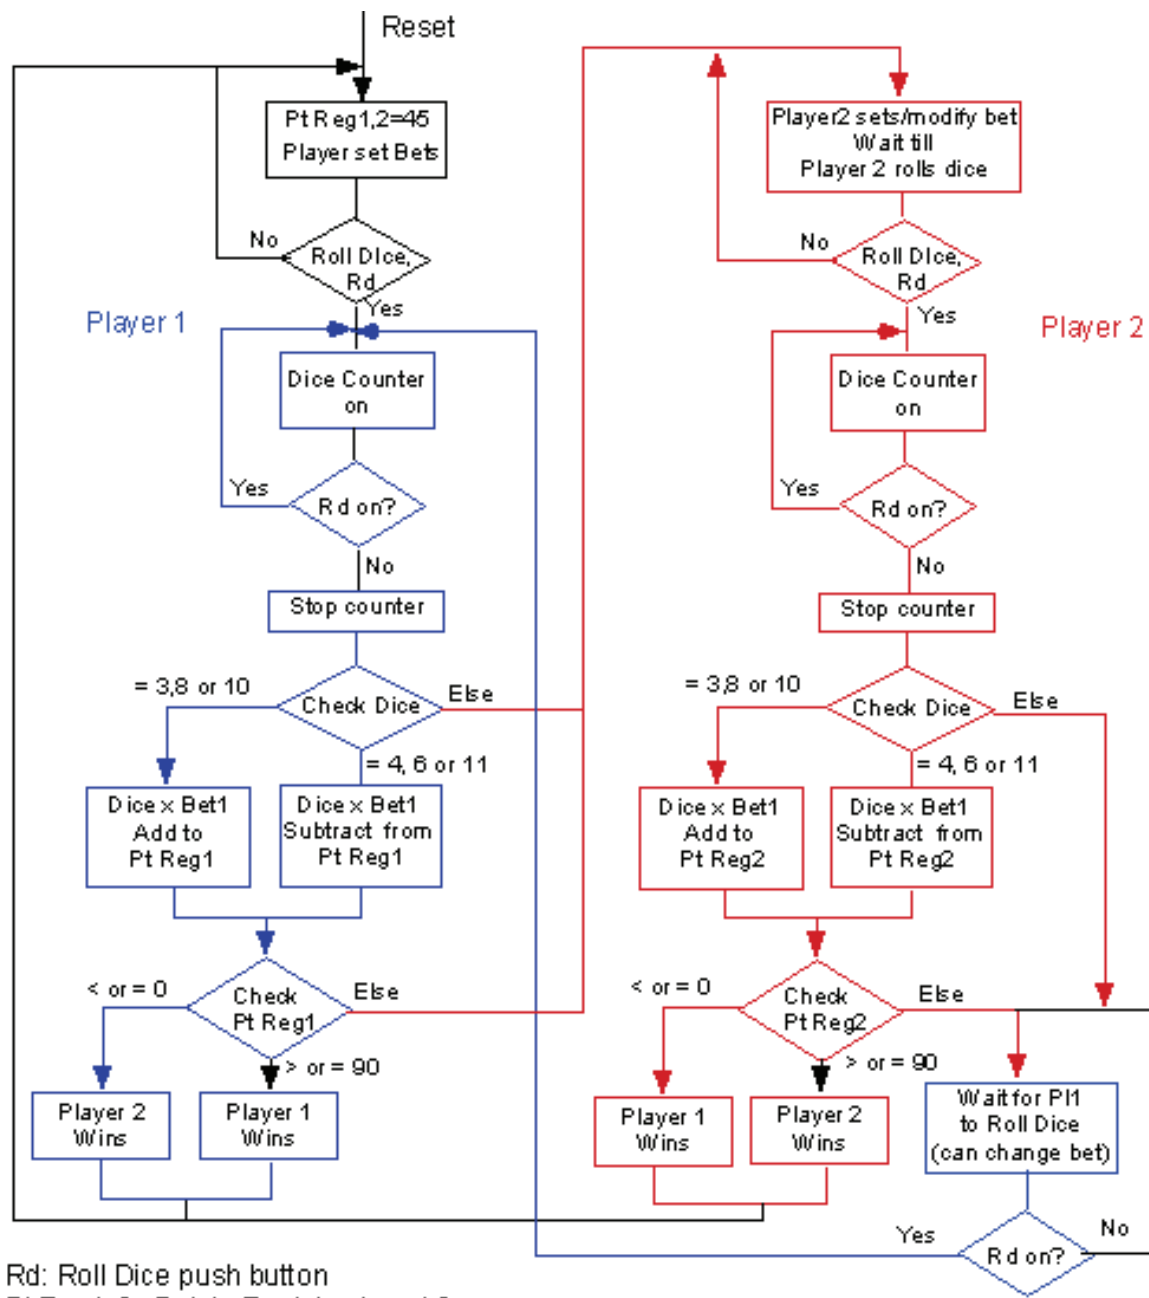 Reset
Pt Reg1,2=45
Player set Bets
No
Roll DIce,
Rd
Yes
Player 1
Dice Counter
on
Yes
Rd on?
No
Stop counter
= 3,8 or 10
Check Dice
Else
= 4, 6 or 11
Dice x Bet1
Add to
Pt Reg1
Dice x Bet1
Subtract from
Pt Reg1
< or = 0
Check
Pt Reg1
Else
> or = 90
Player 2
Wins
Player 1
Wins
Player2 sets/modify bet
Wait till
Player 2 rolls dice
No
Roll DIce,
Rd
Yes
Player 2
Dice Counter
on
Yes
Rd on?
No
Stop counter
= 3,8 or 10
Check Dice
Else
= 4, 6 or 11
Dice x Bet1
Add to
Pt Reg2
Dice x Bet1
Subtract from
Pt Reg2
< or = 0
Check
Pt Reg2
Else
> or = 90
Player 1
Wins
Player 2
Wins
Wait for Pl1
to Roll Dice
(can change bet)
Yes
Rd on?
No
Rd: Roll Dice push button